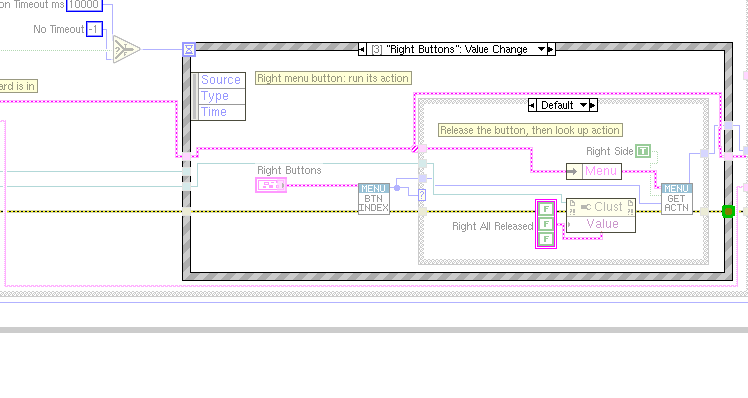 on Timeout ms 10000
No Timeout -1
[3] "Right Buttons": Value Change
Source
Type
Time
Right menu button: run its action
ard is in
Default
Release the button, then look up action
Right Side T
Menu
Right Buttons
MENU
BTN
INDEX
?
MENU
GET
ACTN
Clust
Value
Right All Released
F
F
F